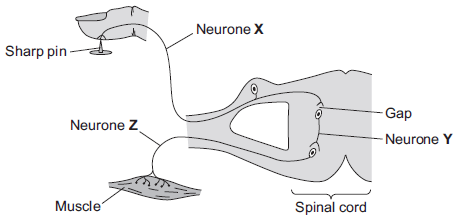 Neurone X
Sharp pin
Gap
Neurone Z
Neurone Y
Muscle
Spinal cord